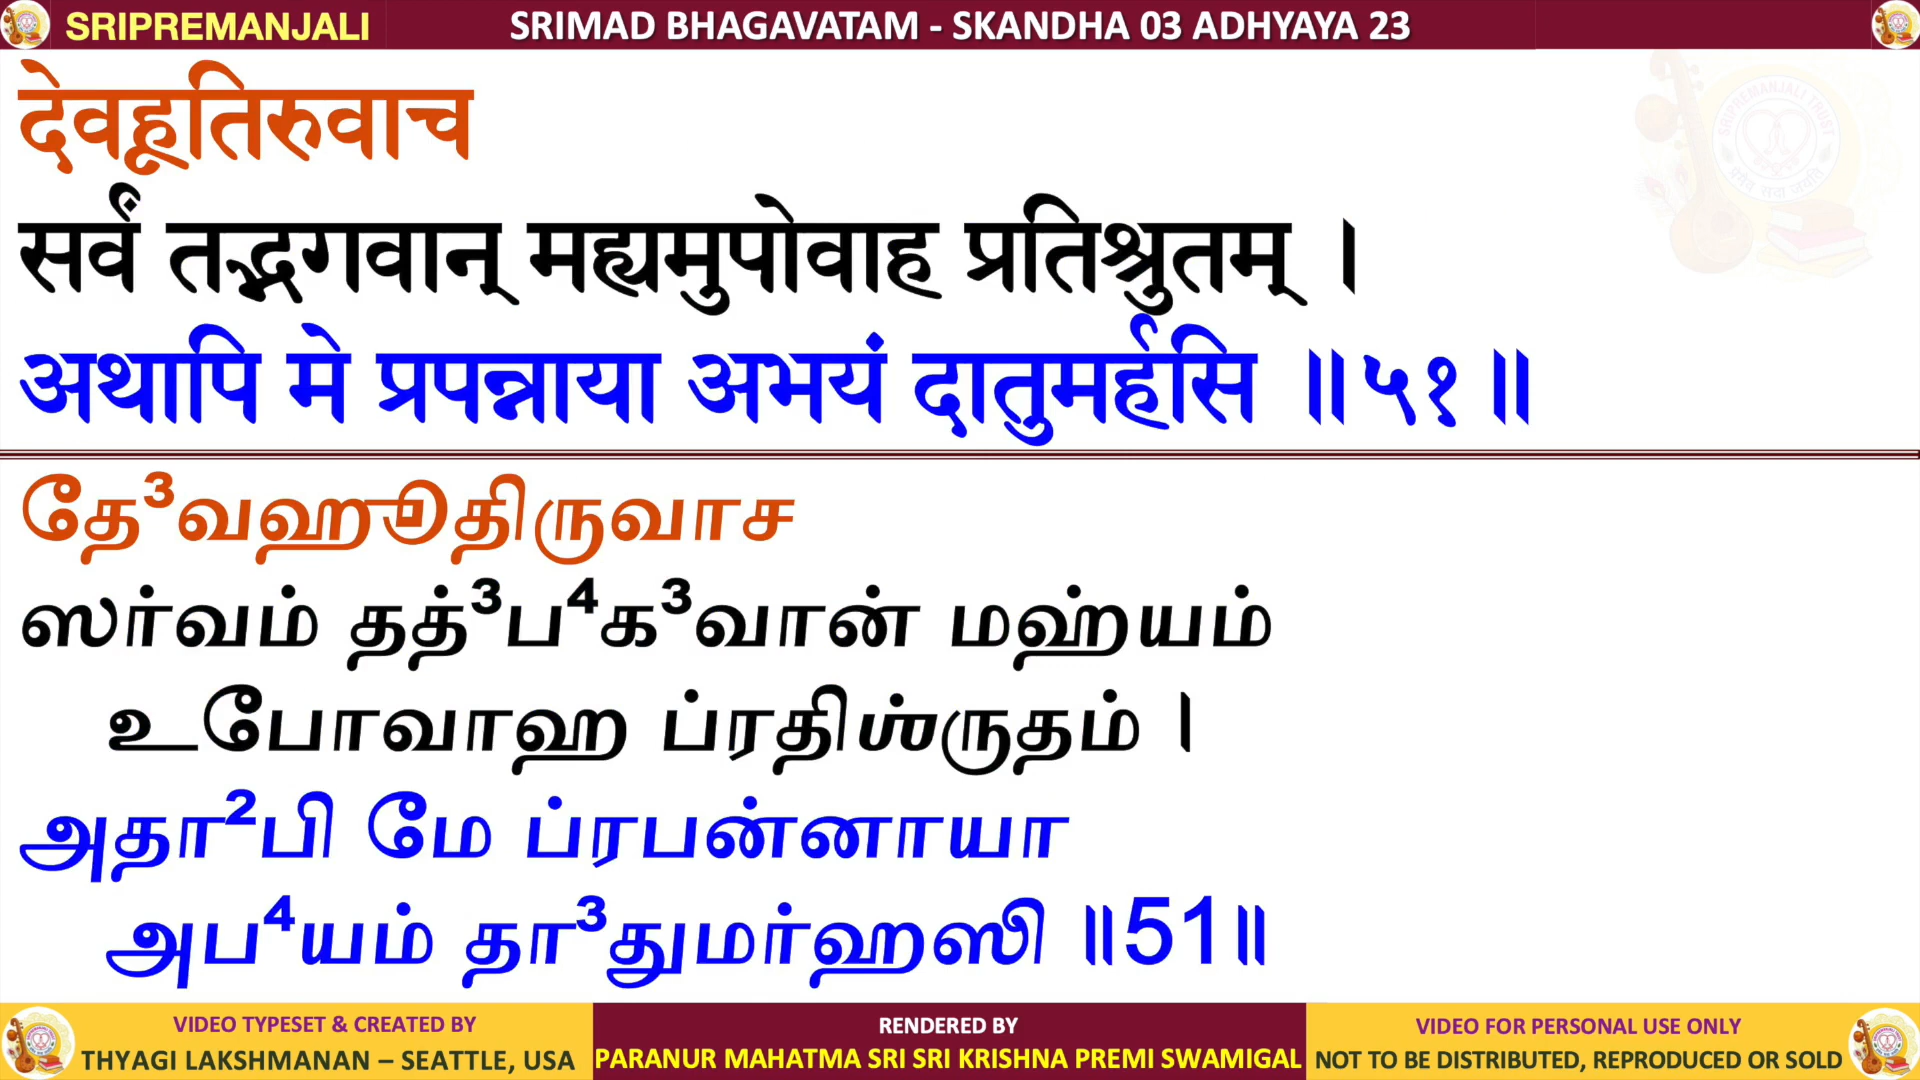 SRIPREMANJALI
SRIMAD BHAGAVATAM - SKANDHA 03 ADHYAYA 23
देवहूतिरुवाच
सर्वं तद्भगवान् मह्यमुपोवाह प्रतिश्रुतम् ।
अथापि मे प्रपन्नाया अभयं दातुमर्हसि ॥५१॥
தே³வஹூதிருவாச
ஸர்வம் தத்³ப⁴க³வான் மஹ்யம்
உபோவாஹ ப்ரதிஶ்ருதம் ।
அதா²பி மே ப்ரபன்னாயா
அப⁴யம் தா³துமர்ஹஸி ॥51॥
VIDEO TYPESET & CREATED BY
THYAGI LAKSHMANAN – SEATTLE, USA
RENDERED BY
PARANUR MAHATMA SRI SRI KRISHNA PREMI SWAMIGAL
VIDEO FOR PERSONAL USE ONLY
NOT TO BE DISTRIBUTED, REPRODUCED OR SOLD